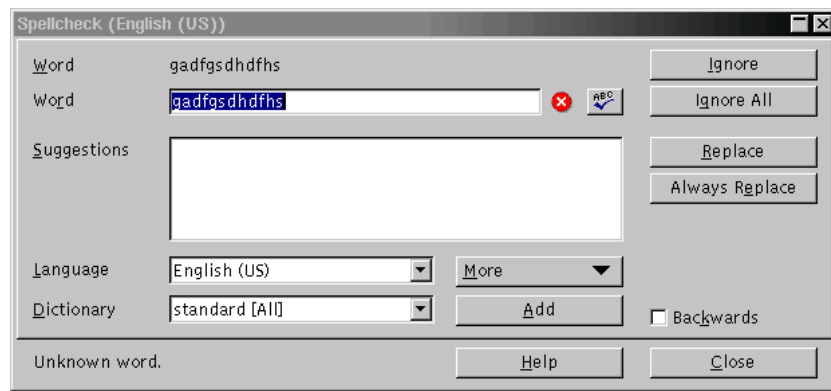 Spellcheck (English (US))
Word gadfgsdhdfhs Ignore
Word gadfgsdhdfhs ABC Ignore All
Suggestions Replace
Always Replace
Language English (US) More
Dictionary standard [All] Add Backwards
Unknown word. Help Close